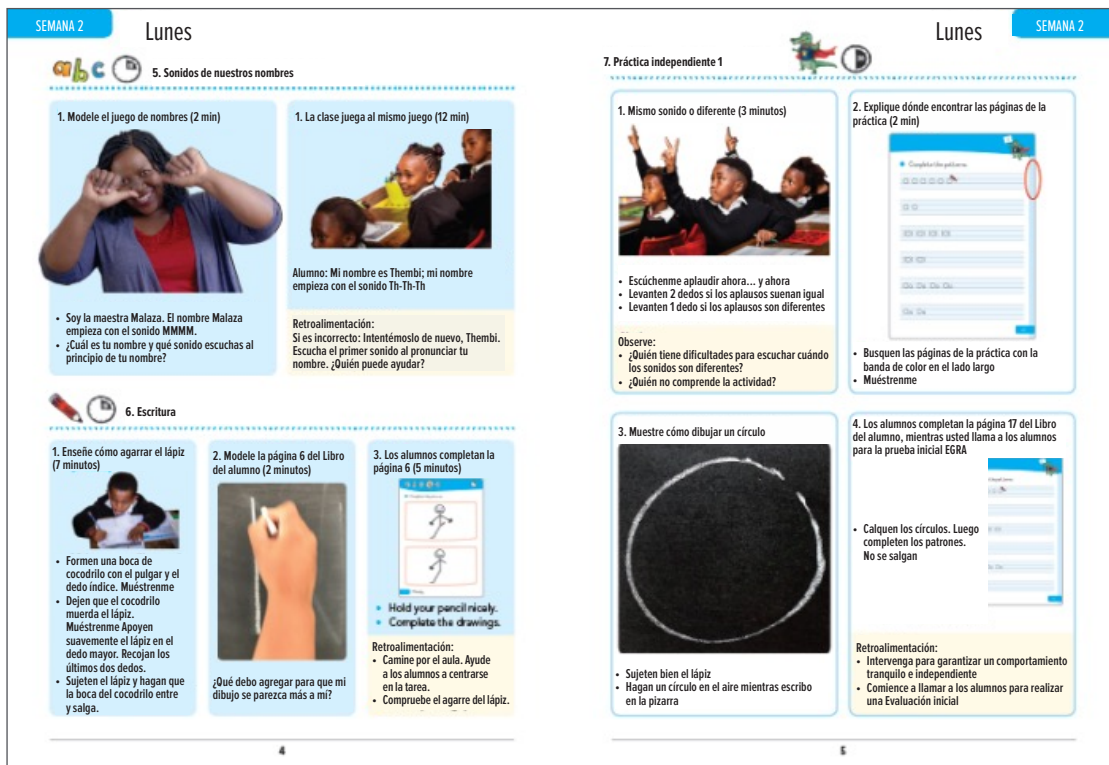 SEMANA 2
Lunes
abc
5. Sonidos de nuestros nombres
1. Modele el juego de nombres (2 min)
• Soy la maestra Malaza. El nombre Malaza
empieza con el sonido MMMM.
• ¿Cuál es tu nombre y qué sonido escuchas al
principio de tu nombre?
1. La clase juega al mismo juego (12 min)
Alumno: Mi nombre es Thembi; mi nombre
empieza con el sonido Th-Th-Th
Retroalimentación:
Si es incorrecto: Intentémoslo de nuevo, Thembi.
Escucha el primer sonido al pronunciar tu
nombre. ¿Quién puede ayudar?
6. Escritura
1. Enseñe cómo agarrar el lápiz
(7 minutos)
• Formen una boca de
cocodrilo con el pulgar y el
dedo índice. Muéstrenme
• Dejen que el cocodrilo
muerda el lápiz.
Muéstrenme Apoyen
suavemente el lápiz en el
dedo mayor. Recojan los
últimos dos dedos.
• Sujeten el lápiz y hagan que
la boca del cocodrilo entre
y salga.
2. Modele la página 6 del Libro
del alumno (2 minutos)
¿Qué debo agregar para que mi
dibujo se parezca más a mí?
3. Los alumnos completan la
página 6 (5 minutos)
• Hold your pencil nicely.
• Complete the drawings.
Retroalimentación:
• Camine por el aula. Ayude
a los alumnos a centrarse
en la tarea.
• Compruebe el agarre del lápiz.
4
Lunes
SEMANA 2
7. Práctica independiente 1
1. Mismo sonido o diferente (3 minutos)
• Escúchenme aplaudir ahora... y ahora
• Levanten 2 dedos si los aplausos suenan igual
• Levanten 1 dedo si los aplausos son diferentes
Observe:
• ¿Quién tiene dificultades para escuchar cuándo
los sonidos son diferentes?
• ¿Quién no comprende la actividad?
2. Explique dónde encontrar las páginas de la
práctica (2 min)
Complete the patterns.
• Busquen las páginas de la práctica con la
banda de color en el lado largo
• Muéstrenme
3. Muestre cómo dibujar un círculo
• Sujeten bien el lápiz
• Hagan un círculo en el aire mientras escribo
en la pizarra
4. Los alumnos completan la página 17 del Libro
del alumno, mientras usted llama a los alumnos
para la prueba inicial EGRA
• Calquen los círculos. Luego
completen los patrones.
No se salgan
Retroalimentación:
• Intervenga para garantizar un comportamiento
tranquilo e independiente
• Comience a llamar a los alumnos para realizar
una Evaluación inicial
5